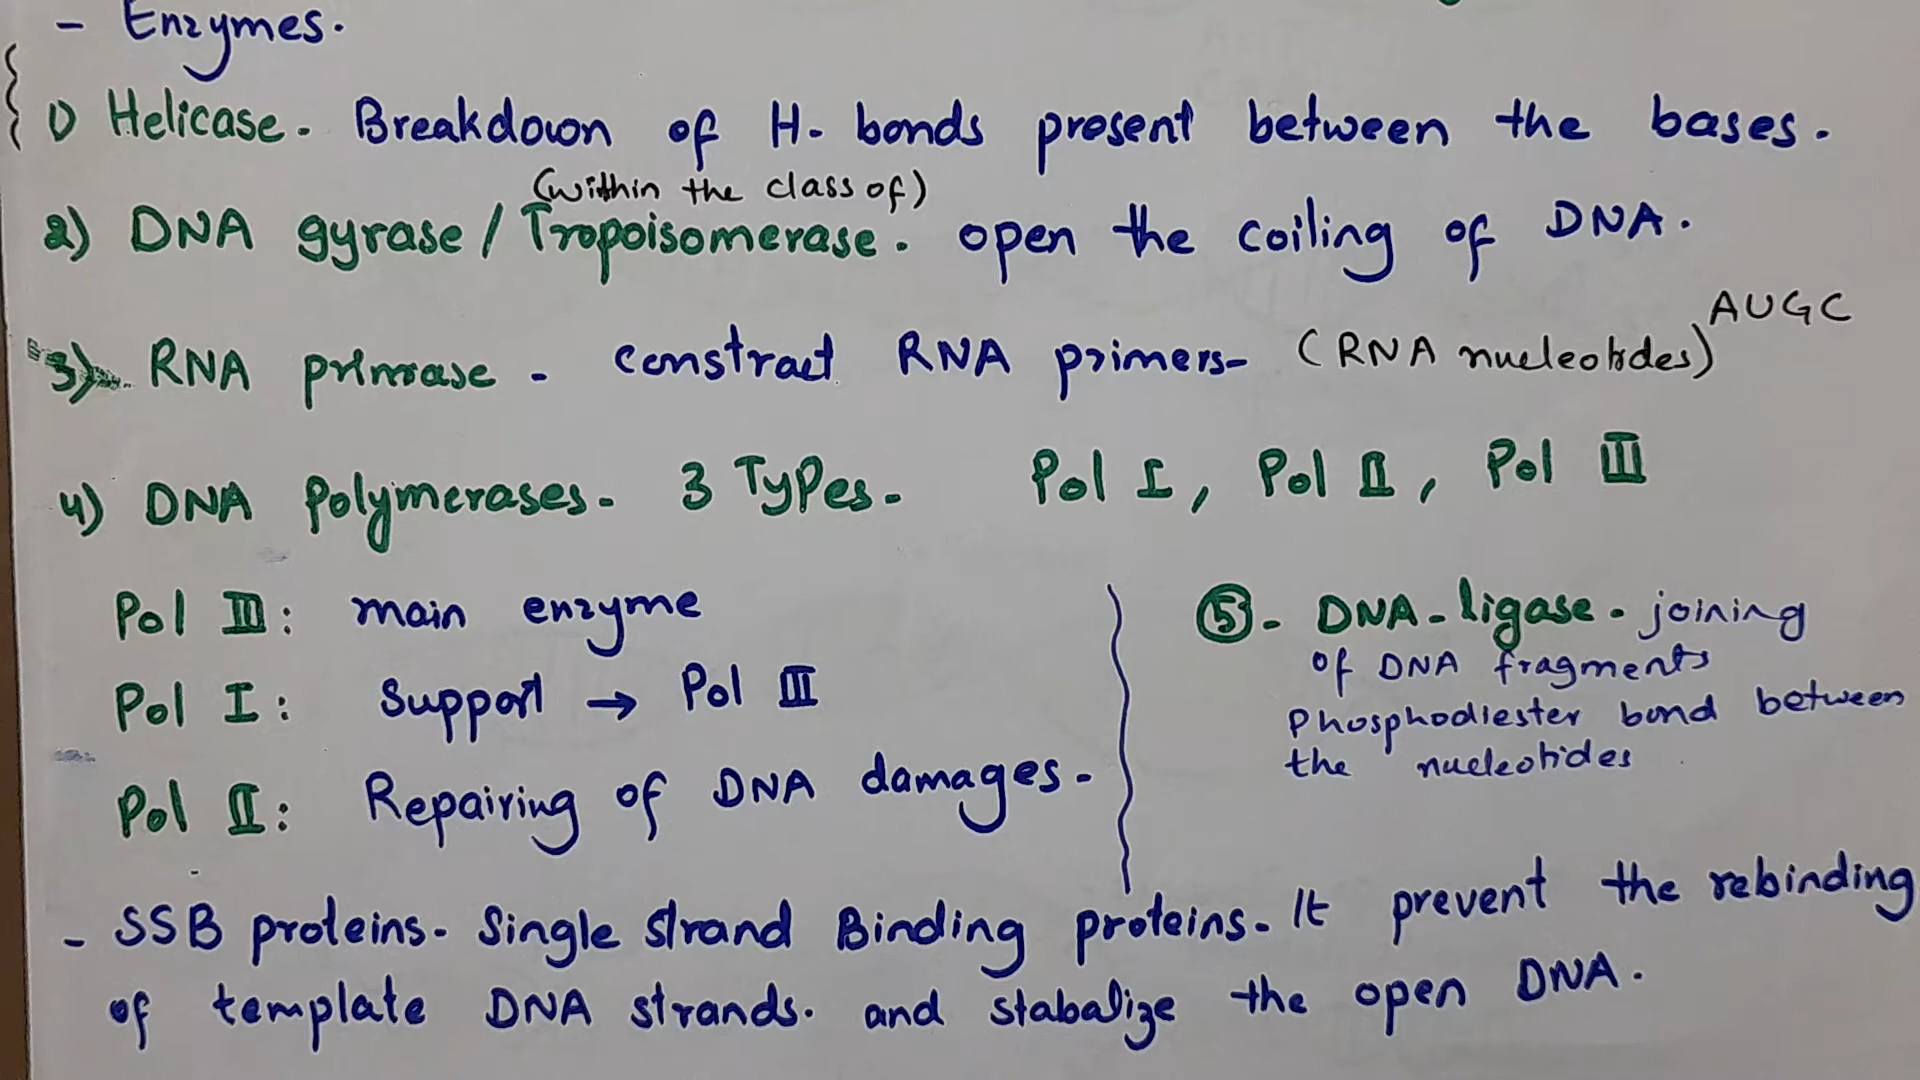 - Enzymes.
1) Helicase. Breakdown of H. bonds present between the bases.
(within the class of)
2) DNA gyrase / Tropoisomerase. open the coiling of DNA.
AUGC
3) RNA primase - constract RNA primers- (RNA nucleotides)
4) DNA Polymerases. 3 Types. Pol I, Pol II, Pol III
Pol III: main enzyme
Pol I: Support → Pol III
Pol II: Repairing of DNA damages.
5- DNA-ligase. joining
of DNA fragments
Phosphodiester bond between
the nucleotides
- SSB proteins. Single Strand Binding proteins. It prevent the rebinding
of template DNA strands. and stabalize the open DNA.